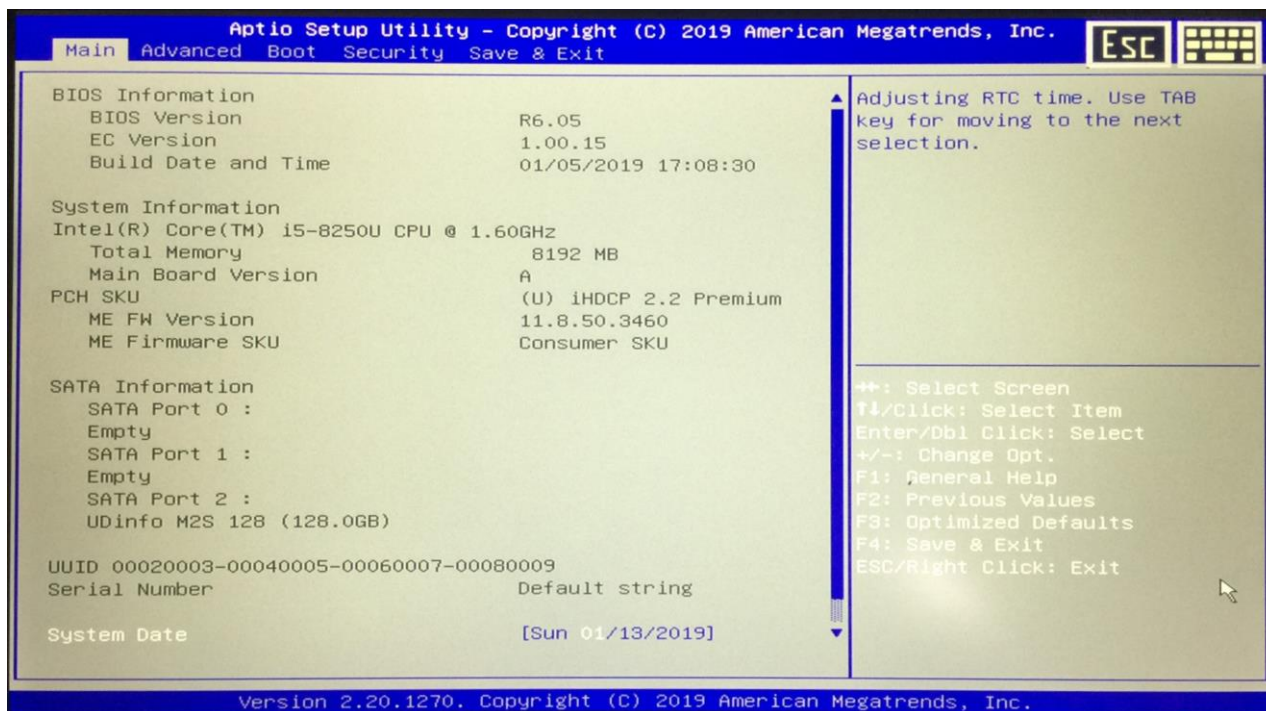 Aptio Setup Utility - Copyright (C) 2019 American Megatrends, Inc.
Main Advanced Boot Security Save & Exit
Esc
BIOS Information
BIOS Version R6.05
EC Version 1.00.15
Build Date and Time 01/05/2019 17:08:30
System Information
Intel(R) Core(TM) i5-8250U CPU @ 1.60GHz
Total Memory 8192 MB
Main Board Version A
PCH SKU (U) iHDCP 2.2 Premium
ME FW Version 11.8.50.3460
ME Firmware SKU Consumer SKU
SATA Information
SATA Port 0 :
Empty
SATA Port 1 :
Empty
SATA Port 2 :
UDinfo M2S 128 (128.0GB)
UUID 00020003-00040005-00060007-00080009
Serial Number Default string
System Date [Sun 01/13/2019]
Adjusting RTC time. Use TAB
key for moving to the next
selection.
→←: Select Screen
↑↓/Click: Select Item
Enter/Dbl Click: Select
+/-: Change Opt.
F1: General Help
F2: Previous Values
F3: Optimized Defaults
F4: Save & Exit
ESC/Right Click: Exit
Version 2.20.1270. Copyright (C) 2019 American Megatrends, Inc.